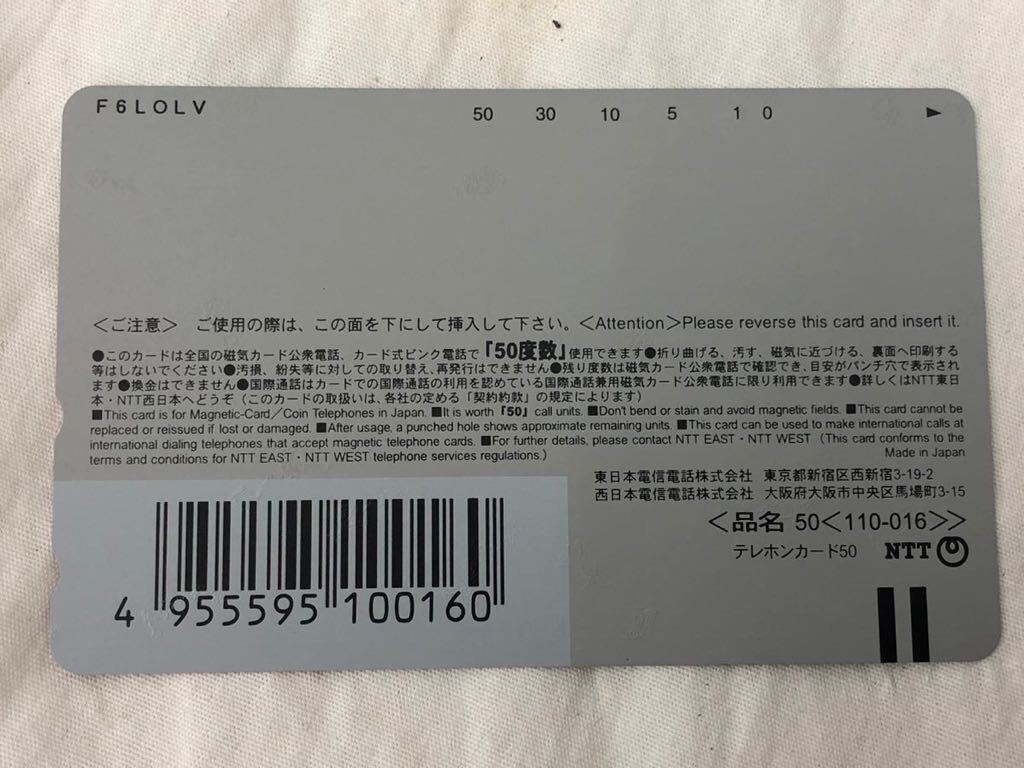 F6LOLV
50 30 10 5 1 0 ▶
＜ご注意＞ ご使用の際は、この面を下にして挿入して下さい。＜Attention＞Please reverse this card and insert it.
●このカードは全国の磁気カード公衆電話、カード式ピンク電話で「50度数」使用できます●折り曲げる、汚す、磁気に近づける、裏面へ印刷する
等はしないでください●汚損、紛失等に対しての取り替え、再発行はできません●残り度数は磁気カード公衆電話で確認でき、目安がパンチ穴で表示され
ます●換金はできません●国際通話はカードでの国際通話の利用を認めている国際通話兼用磁気カード公衆電話に限り利用できます●詳しくはNTT東日
本・NTT西日本へどうぞ（このカードの取扱いは、各社の定める「契約約款」の規定によります）
■This card is for Magnetic-Card／Coin Telephones in Japan. ■It is worth「50」call units. ■Don't bend or stain and avoid magnetic fields. ■This card cannot be
replaced or reissued if lost or damaged. ■After usage, a punched hole shows approximate remaining units. ■This card can be used to make international calls at
international dialing telephones that accept magnetic telephone cards. ■For further details, please contact NTT EAST・NTT WEST（This card conforms to the
terms and conditions for NTT EAST・NTT WEST telephone services regulations.） Made in Japan
東日本電信電話株式会社 東京都新宿区西新宿3-19-2
西日本電信電話株式会社 大阪府大阪市中央区馬場町3-15
＜品名 50＜110-016＞＞
テレホンカード50 NTT
4 955595 100160